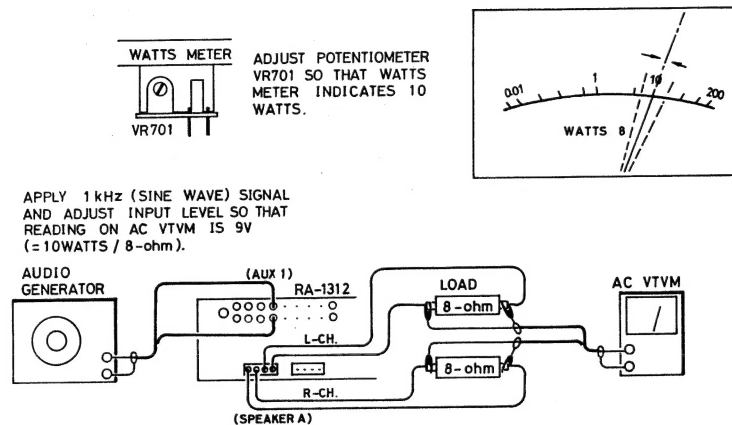 WATTS METER
VR701
ADJUST POTENTIOMETER
VR701 SO THAT WATTS
METER INDICATES 10
WATTS.
0.01
1
10
200
WATTS 8
APPLY 1kHz (SINE WAVE) SIGNAL
AND ADJUST INPUT LEVEL SO THAT
READING ON AC VTVM IS 9V
(=10WATTS / 8-ohm).
AUDIO
GENERATOR
(AUX 1)
RA-1312
LOAD
AC VTVM
8-ohm
L-CH.
8-ohm
R-CH.
(SPEAKER A)